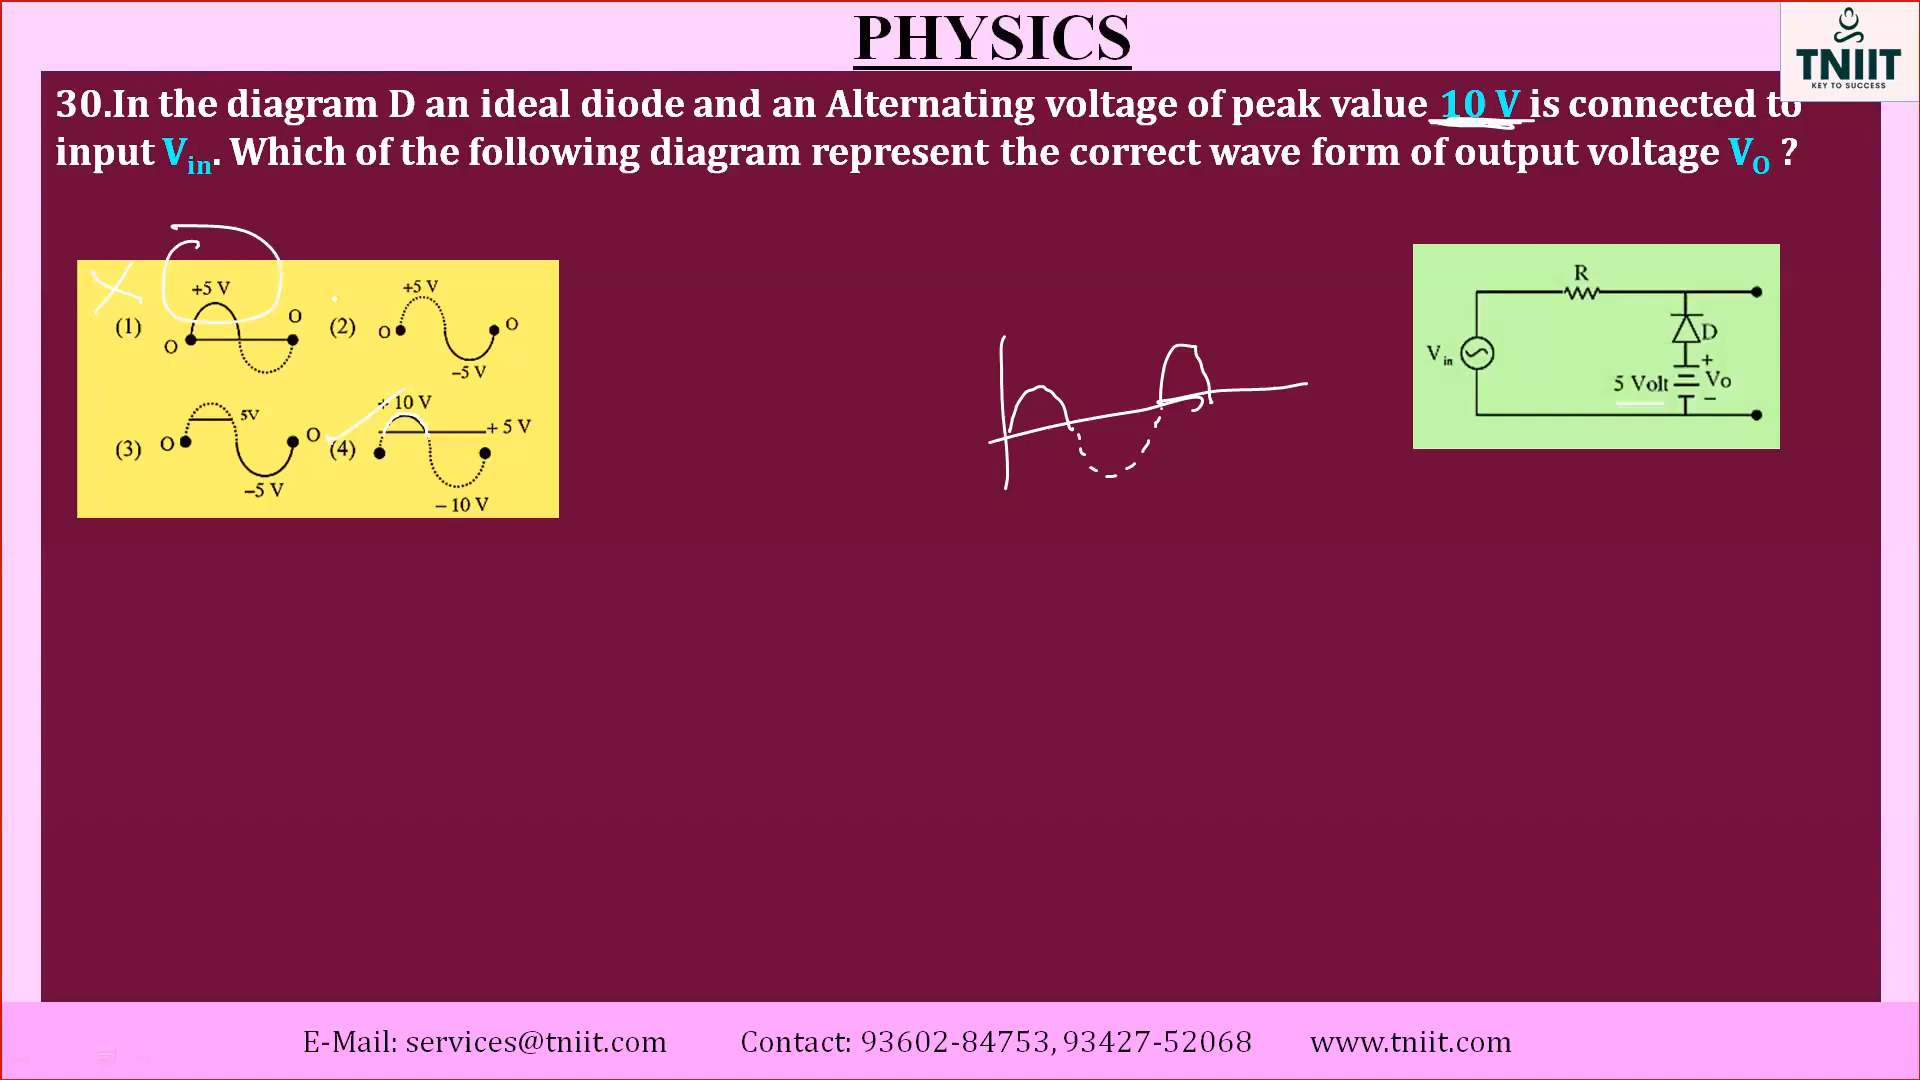 PHYSICS
TNIIT
KEY TO SUCCESS
30.In the diagram D an ideal diode and an Alternating voltage of peak value 10 V is connected to
input Vin. Which of the following diagram represent the correct wave form of output voltage VO ?
(1) O +5 V O
(2) O +5 V O −5 V
(3) O 5V O −5 V
(4) + 10 V + 5 V − 10 V
R
Vin
D
+
5 Volt Vo
−
E-Mail: services@tniit.com Contact: 93602-84753, 93427-52068 www.tniit.com